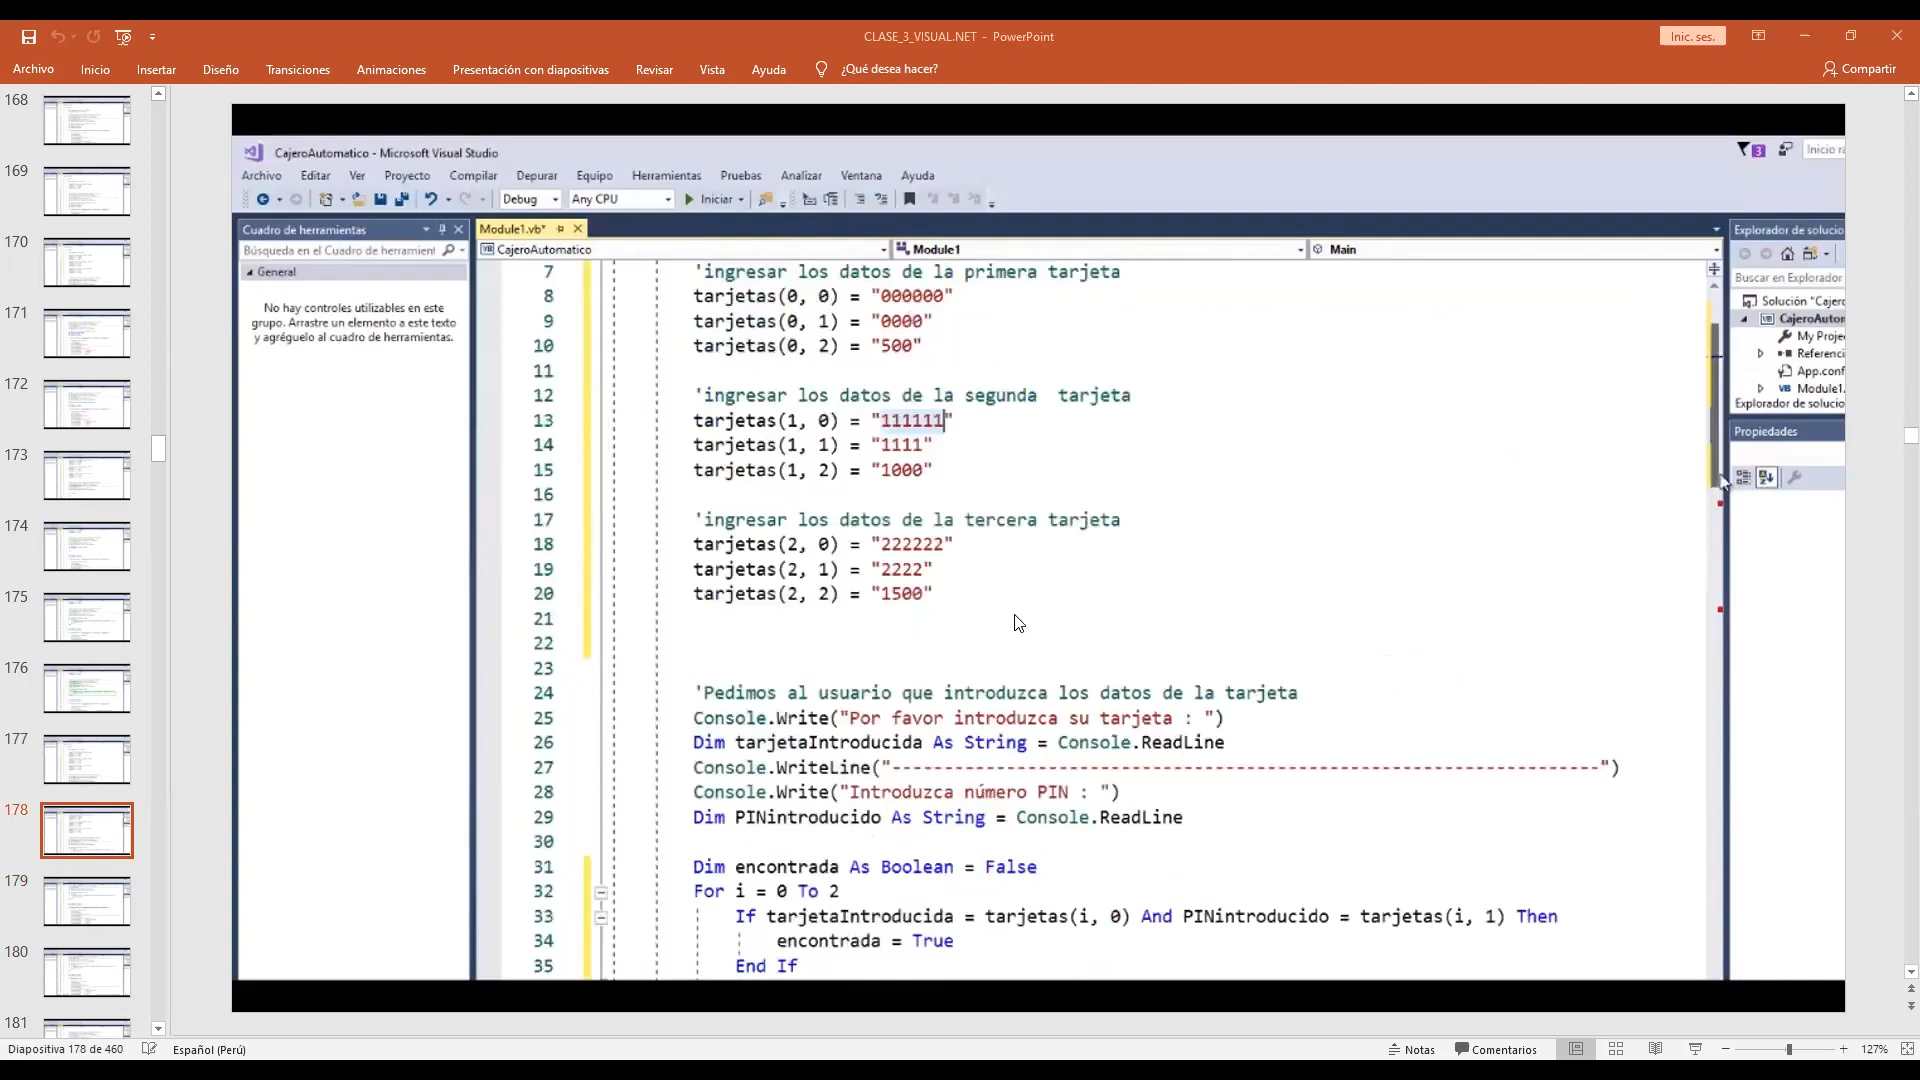 CLASE_3_VISUAL.NET - PowerPoint
Inic. ses.
Archivo Inicio Insertar Diseño Transiciones Animaciones Presentación con diapositivas Revisar Vista Ayuda ¿Qué desea hacer? Compartir
168
169
170
171
172
173
174
175
176
177
178
179
180
181
CajeroAutomatico - Microsoft Visual Studio
3
Inicio rá
Archivo Editar Ver Proyecto Compilar Depurar Equipo Herramientas Pruebas Analizar Ventana Ayuda
Debug Any CPU Iniciar
Cuadro de herramientas
Búsqueda en el Cuadro de herramient
General
No hay controles utilizables en este
grupo. Arrastre un elemento a este texto
y agréguelo al cuadro de herramientas.
Module1.vb*
CajeroAutomatico Module1 Main
7 'ingresar los datos de la primera tarjeta
8 tarjetas(0, 0) = "000000"
9 tarjetas(0, 1) = "0000"
10 tarjetas(0, 2) = "500"
11
12 'ingresar los datos de la segunda  tarjeta
13 tarjetas(1, 0) = "111111"
14 tarjetas(1, 1) = "1111"
15 tarjetas(1, 2) = "1000"
16
17 'ingresar los datos de la tercera tarjeta
18 tarjetas(2, 0) = "222222"
19 tarjetas(2, 1) = "2222"
20 tarjetas(2, 2) = "1500"
21
22
23
24 'Pedimos al usuario que introduzca los datos de la tarjeta
25 Console.Write("Por favor introduzca su tarjeta : ")
26 Dim tarjetaIntroducida As String = Console.ReadLine
27 Console.WriteLine("--------------------------------------------------------------------")
28 Console.Write("Introduzca número PIN : ")
29 Dim PINintroducido As String = Console.ReadLine
30
31 Dim encontrada As Boolean = False
32 For i = 0 To 2
33 If tarjetaIntroducida = tarjetas(i, 0) And PINintroducido = tarjetas(i, 1) Then
34 encontrada = True
35 End If
Explorador de solucio
Buscar en Explorador
Solución "Cajero
CajeroAutor
My Proje
Referenci
App.conf
Module1.
Explorador de solucio
Propiedades
Diapositiva 178 de 460 Español (Perú) Notas Comentarios 127%